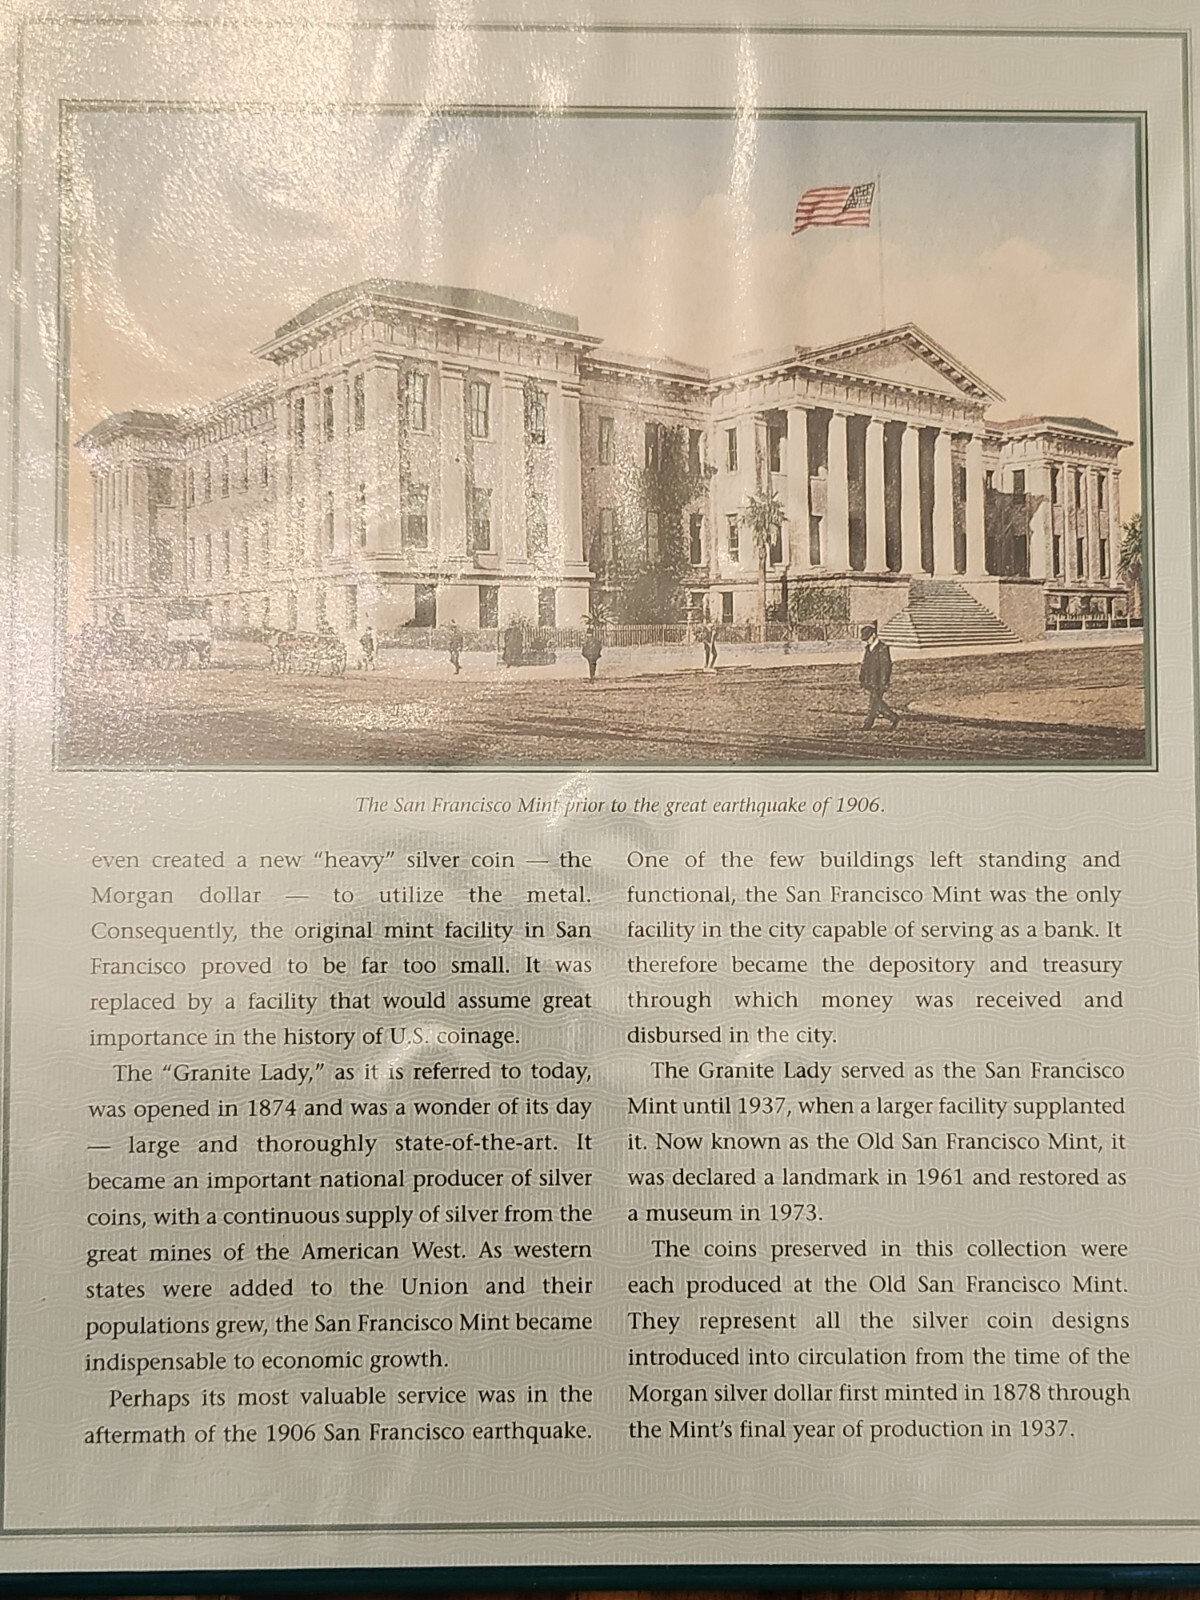 The San Francisco Mint prior to the great earthquake of 1906.
even created a new “heavy” silver coin — the
Morgan dollar — to utilize the metal.
Consequently, the original mint facility in San
Francisco proved to be far too small. It was
replaced by a facility that would assume great
importance in the history of U.S. coinage.
The “Granite Lady,” as it is referred to today,
was opened in 1874 and was a wonder of its day
— large and thoroughly state-of-the-art. It
became an important national producer of silver
coins, with a continuous supply of silver from the
great mines of the American West. As western
states were added to the Union and their
populations grew, the San Francisco Mint became
indispensable to economic growth.
Perhaps its most valuable service was in the
aftermath of the 1906 San Francisco earthquake.
One of the few buildings left standing and
functional, the San Francisco Mint was the only
facility in the city capable of serving as a bank. It
therefore became the depository and treasury
through which money was received and
disbursed in the city.
The Granite Lady served as the San Francisco
Mint until 1937, when a larger facility supplanted
it. Now known as the Old San Francisco Mint, it
was declared a landmark in 1961 and restored as
a museum in 1973.
The coins preserved in this collection were
each produced at the Old San Francisco Mint.
They represent all the silver coin designs
introduced into circulation from the time of the
Morgan silver dollar first minted in 1878 through
the Mint’s final year of production in 1937.